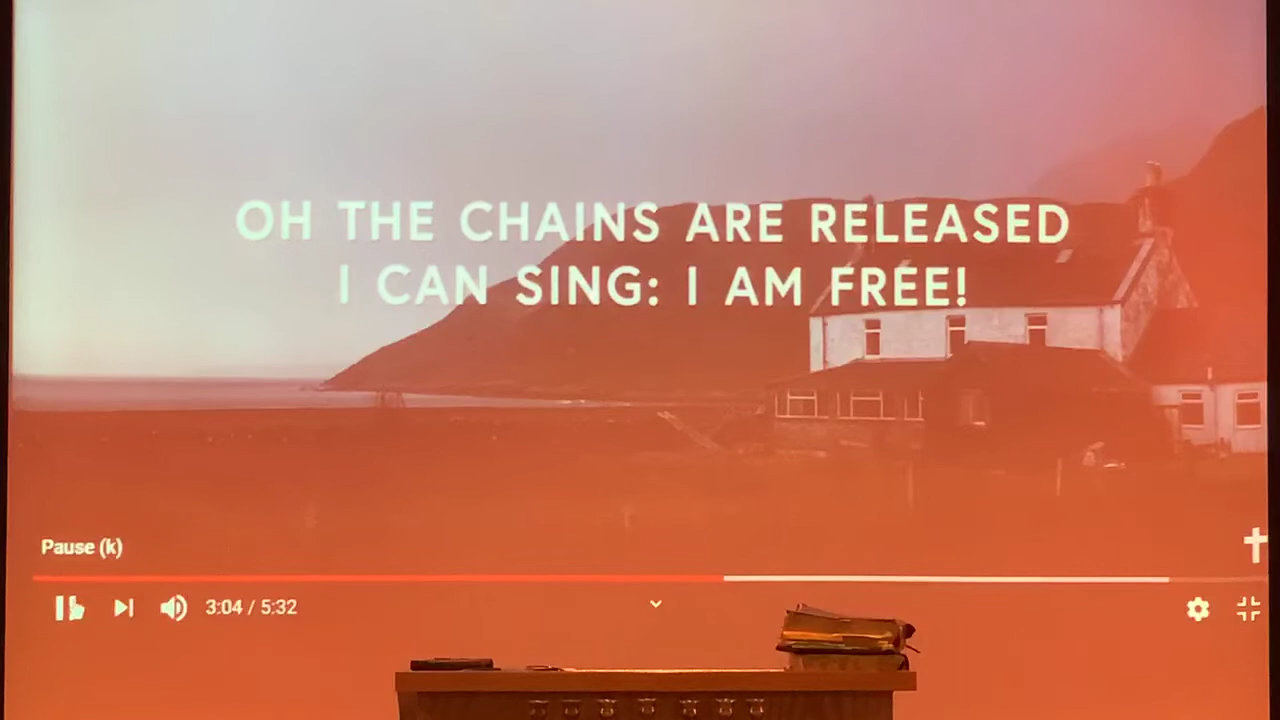 OH THE CHAINS ARE RELEASED
I CAN SING: I AM FREE!
Pause (k)
3:04 / 5:32